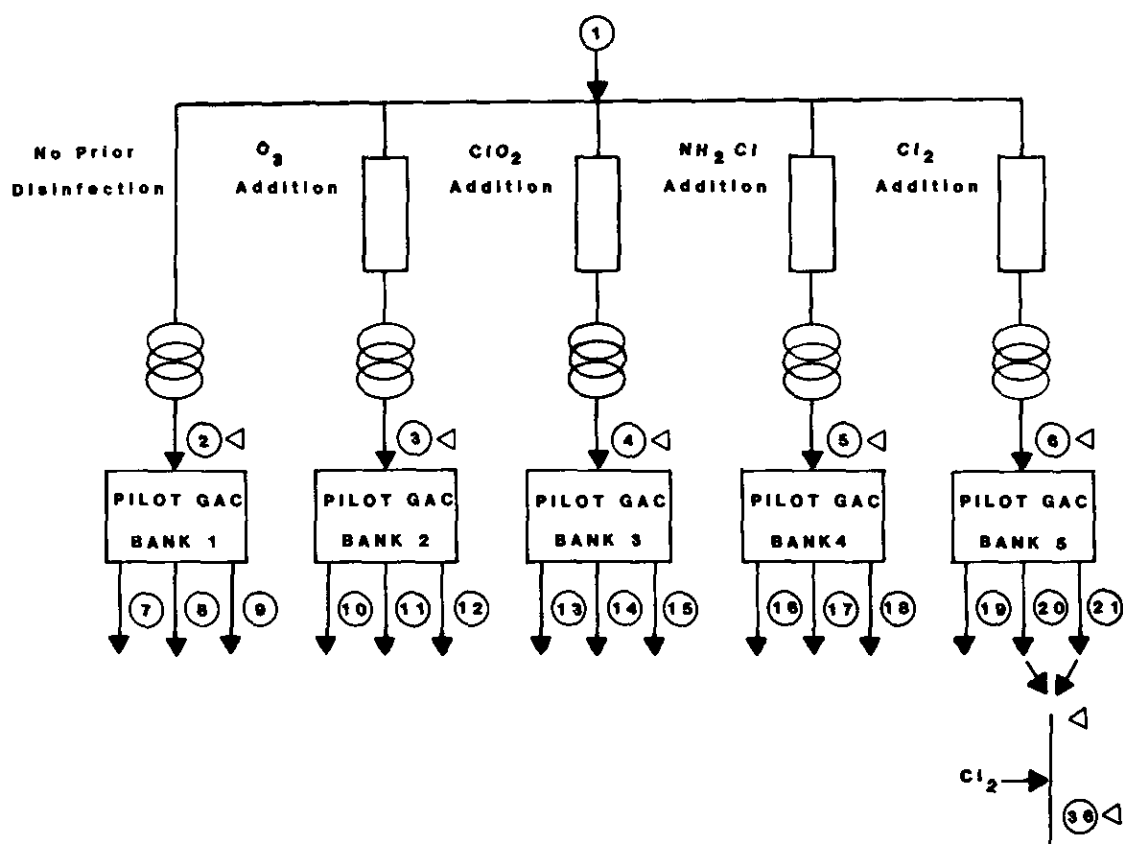 1
No Prior
Disinfection
O3
Addition
ClO2
Addition
NH2Cl
Addition
Cl2
Addition
2
3
4
5
6
PILOT GAC
BANK 1
PILOT GAC
BANK 2
PILOT GAC
BANK 3
PILOT GAC
BANK4
PILOT GAC
BANK 5
7
8
9
10
11
12
13
14
15
16
17
18
19
20
21
Cl2
36